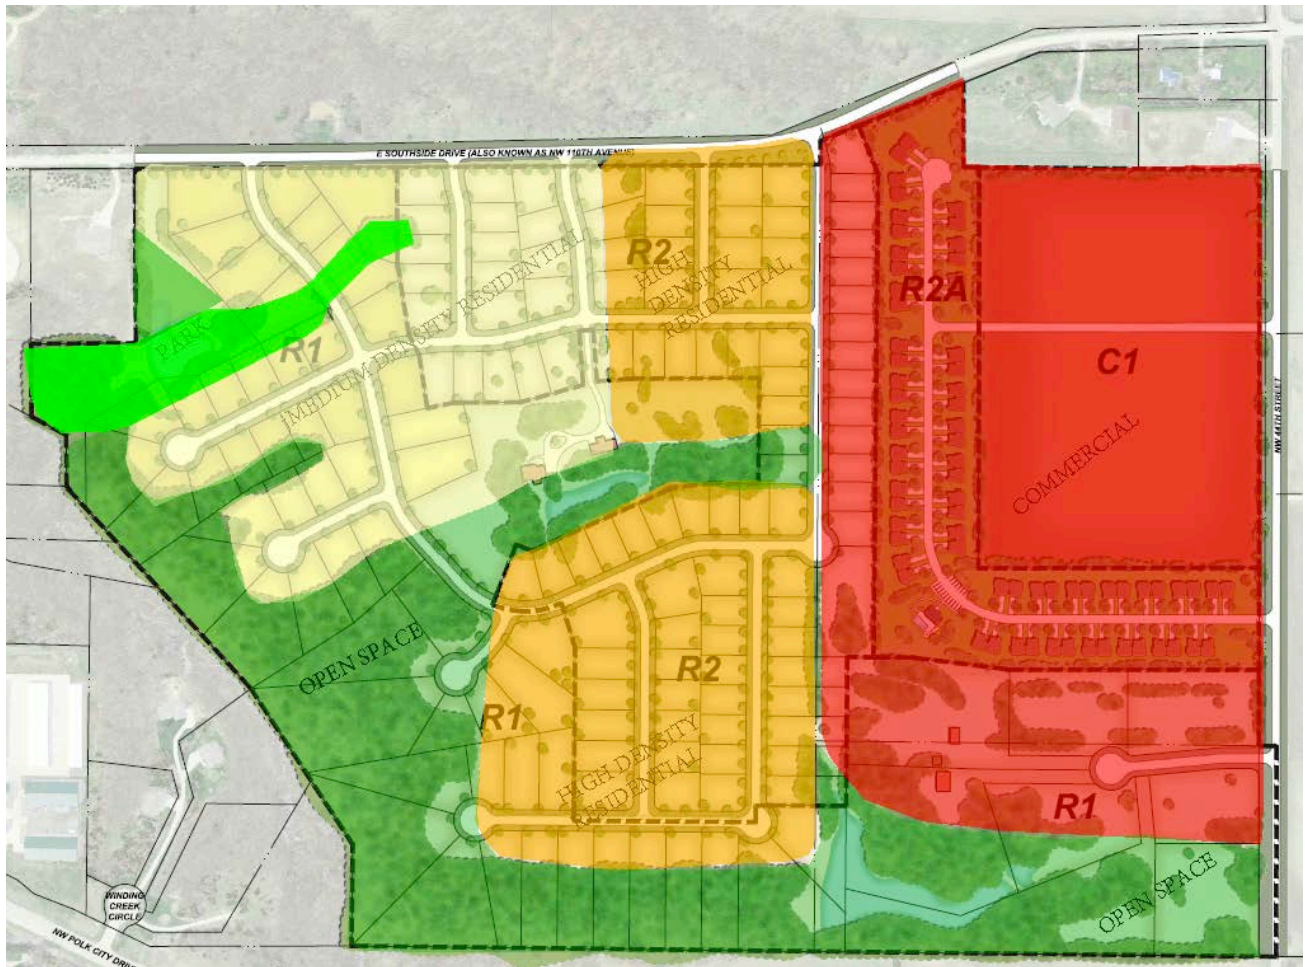 E SOUTHSIDE DRIVE (ALSO KNOWN AS NW 110TH AVENUE)
R2
HIGH
DENSITY
RESIDENTIAL
R2A
PARK
R1
MEDIUM DENSITY RESIDENTIAL
C1
COMMERCIAL
NW 44TH STREET
OPEN SPACE
R2
R1
HIGH DENSITY
RESIDENTIAL
R1
OPEN SPACE
WINDING
CREEK
CIRCLE
NW POLK CITY DRIVE